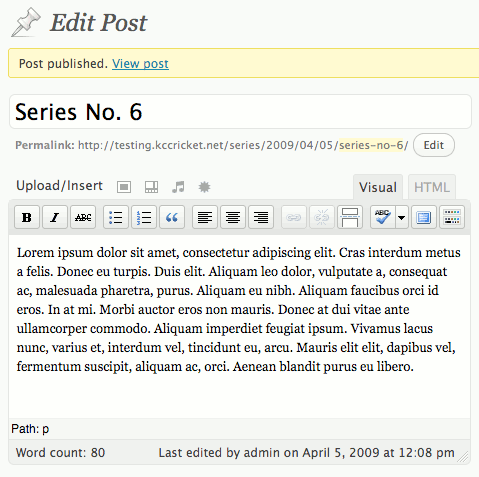 Edit Post
Post published. View post
Series No. 6
Permalink: http://testing.kccricket.net/series/2009/04/05/series-no-6/ Edit
Upload/Insert Visual HTML
B I ABC ABC
Lorem ipsum dolor sit amet, consectetur adipiscing elit. Cras interdum metus
a felis. Donec eu turpis. Duis elit. Aliquam leo dolor, vulputate a, consequat
ac, malesuada pharetra, purus. Aliquam eu nibh. Aliquam faucibus orci id
eros. In at mi. Morbi auctor eros non mauris. Donec at dui vitae ante
ullamcorper commodo. Aliquam imperdiet feugiat ipsum. Vivamus lacus
nunc, varius et, interdum vel, tincidunt eu, arcu. Mauris elit elit, dapibus vel,
fermentum suscipit, aliquam ac, orci. Aenean blandit purus eu libero.
Path: p
Word count: 80 Last edited by admin on April 5, 2009 at 12:08 pm